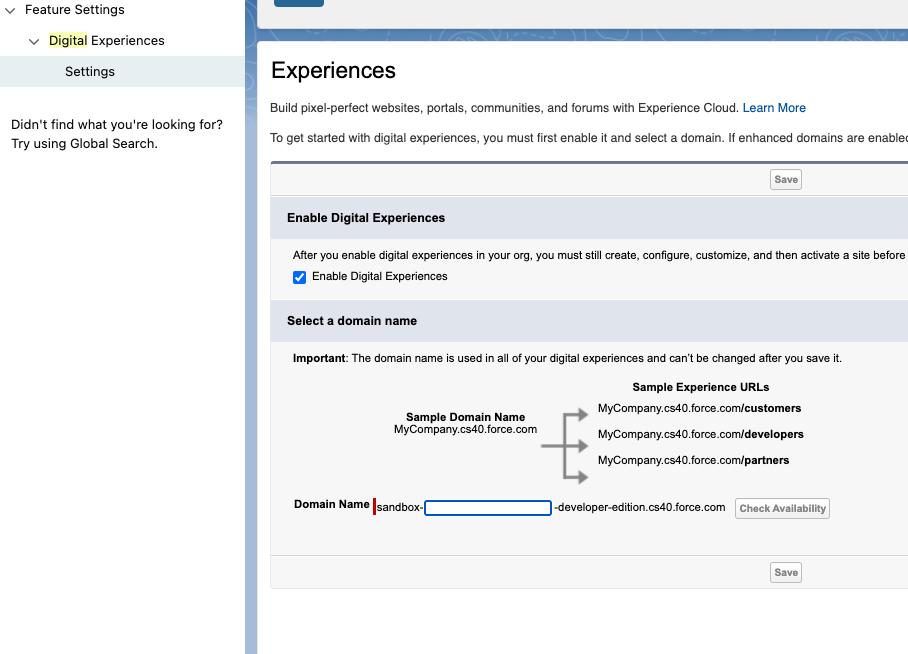 Feature Settings
Digital Experiences
Settings
Didn't find what you're looking for?
Try using Global Search.
Experiences
Build pixel-perfect websites, portals, communities, and forums with Experience Cloud. Learn More
To get started with digital experiences, you must first enable it and select a domain. If enhanced domains are enabled
Save
Enable Digital Experiences
After you enable digital experiences in your org, you must still create, configure, customize, and then activate a site before
Enable Digital Experiences
Select a domain name
Important: The domain name is used in all of your digital experiences and can't be changed after you save it.
Sample Experience URLs
Sample Domain Name
MyCompany.cs40.force.com
MyCompany.cs40.force.com/customers
MyCompany.cs40.force.com/developers
MyCompany.cs40.force.com/partners
Domain Name sandbox- -developer-edition.cs40.force.com Check Availability
Save